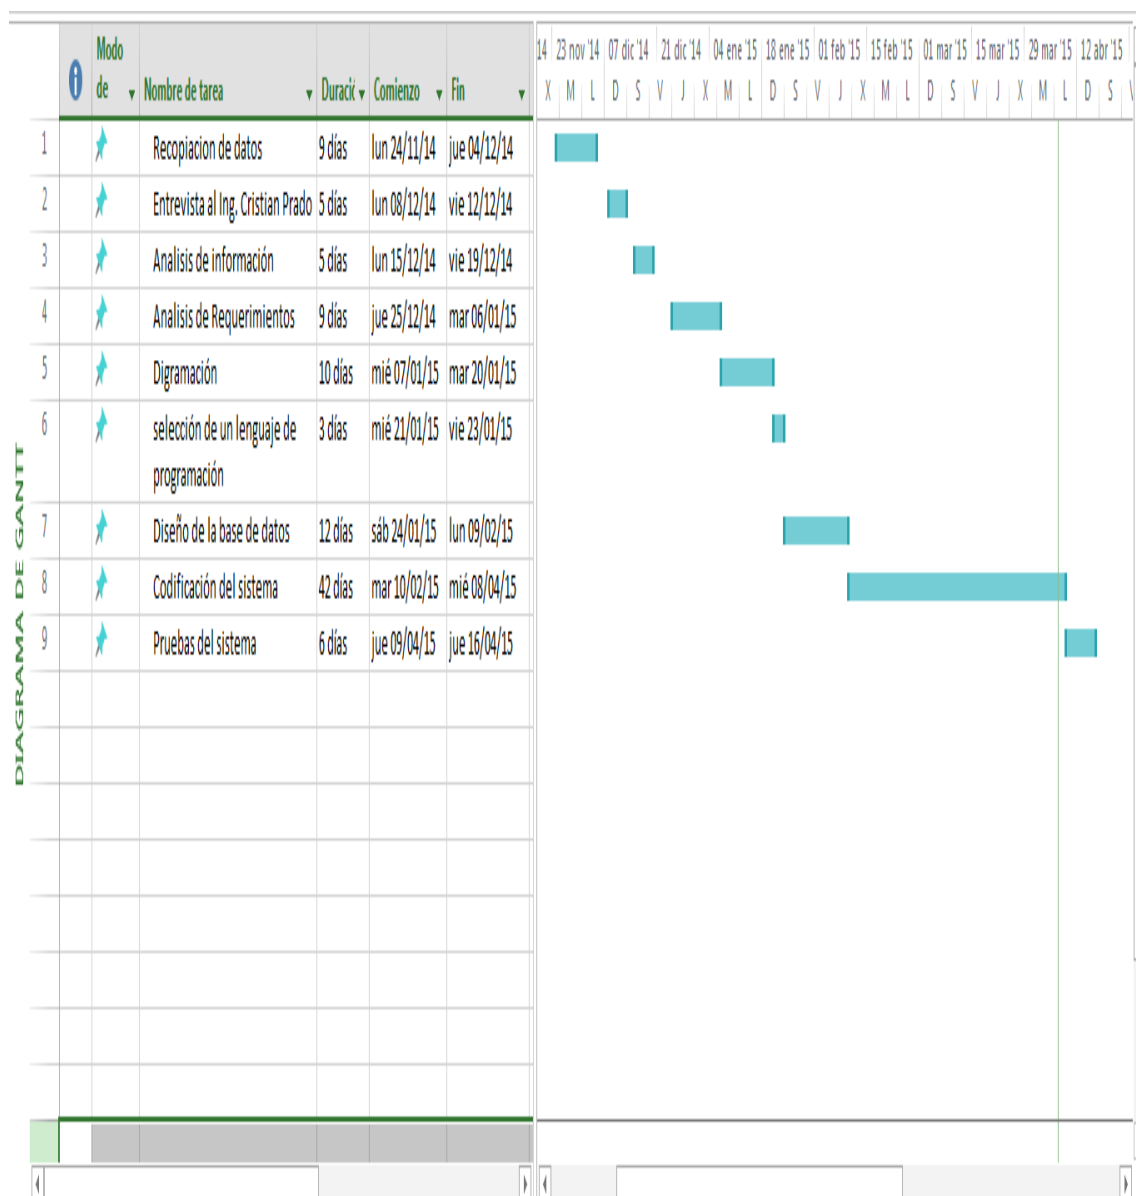 DIAGRAMA DE GANTT
Modo de Nombre de tarea Duració Comienzo Fin
14 23 nov '14 07 dic '14 21 dic '14 04 ene '15 18 ene '15 01 feb '15 15 feb '15 01 mar '15 15 mar '15 29 mar '15 12 abr '15
X M L D S V J X M L D S V J X M L D S V J X M L D S V
1 Recopiacion de datos 9 días lun 24/11/14 jue 04/12/14
2 Entrevista al Ing. Cristian Prado 5 días lun 08/12/14 vie 12/12/14
3 Analisis de información 5 días lun 15/12/14 vie 19/12/14
4 Analisis de Requerimientos 9 días jue 25/12/14 mar 06/01/15
5 Digramación 10 días mié 07/01/15 mar 20/01/15
6 selección de un lenguaje de 3 días mié 21/01/15 vie 23/01/15
programación
7 Diseño de la base de datos 12 días sáb 24/01/15 lun 09/02/15
8 Codificación del sistema 42 días mar 10/02/15 mié 08/04/15
9 Pruebas del sistema 6 días jue 09/04/15 jue 16/04/15